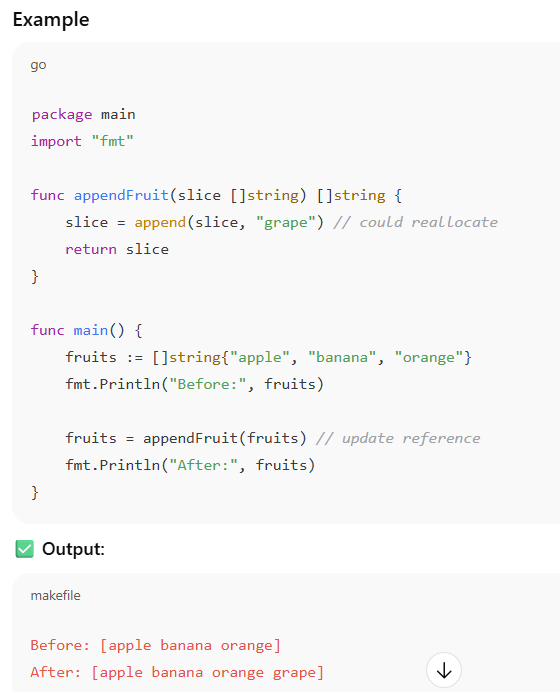 Example
go
package main
import "fmt"
func appendFruit(slice []string) []string {
    slice = append(slice, "grape") // could reallocate
    return slice
}
func main() {
    fruits := []string{"apple", "banana", "orange"}
    fmt.Println("Before:", fruits)
    fruits = appendFruit(fruits) // update reference
    fmt.Println("After:", fruits)
}
✅ Output:
makefile
Before: [apple banana orange]
After: [apple banana orange grape]